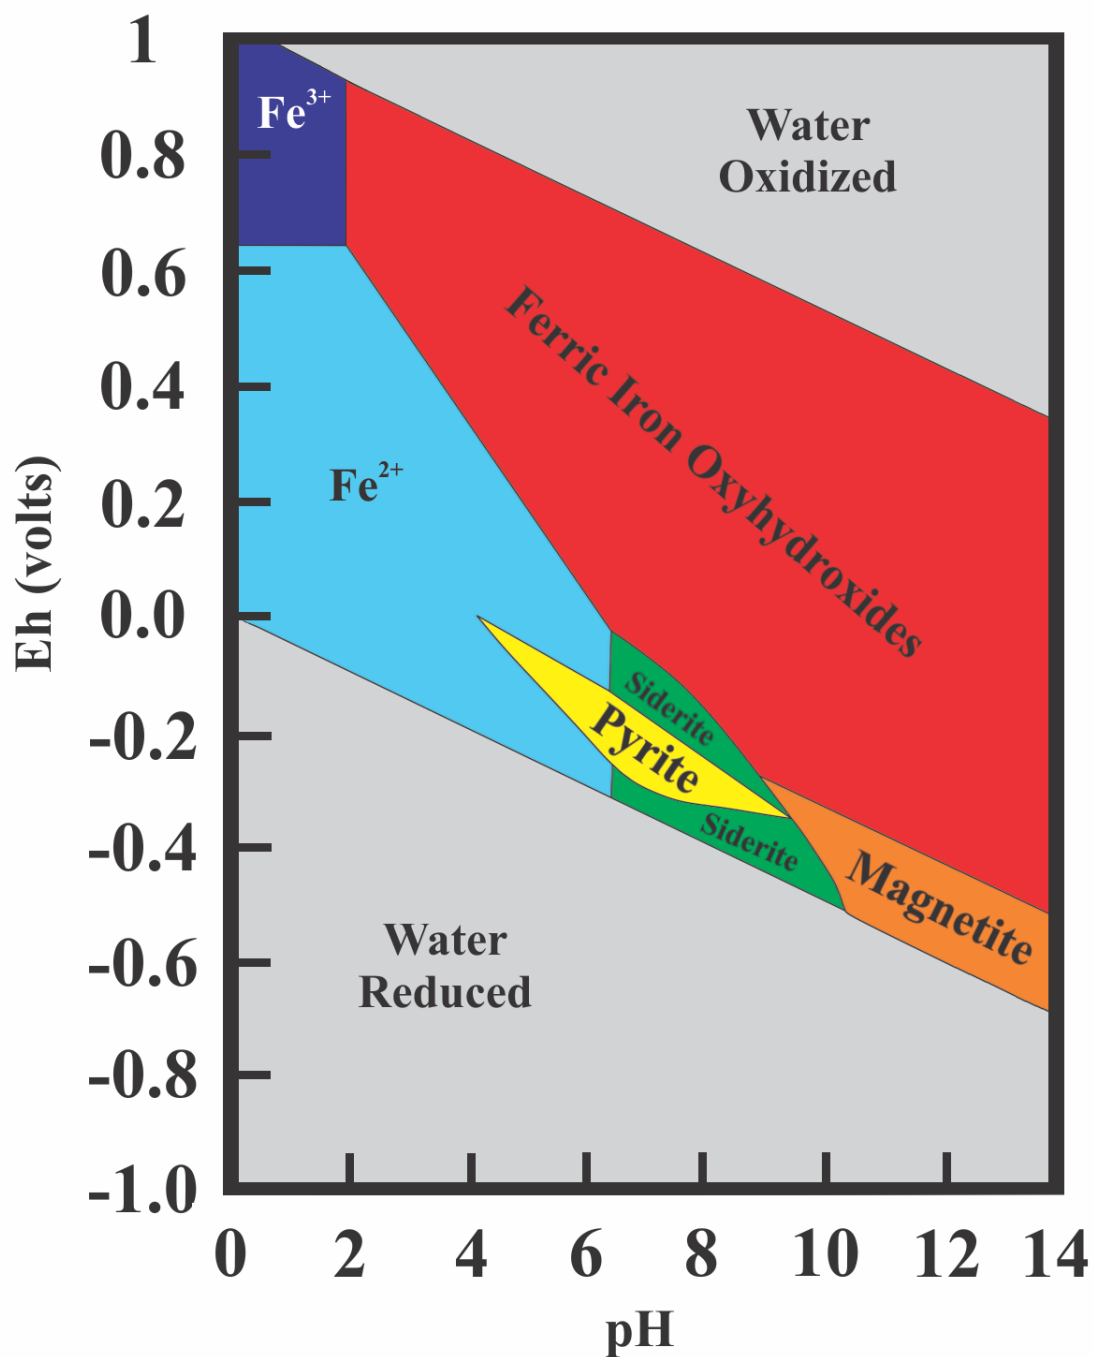 1
0.8
0.6
0.4
0.2
0.0
-0.2
-0.4
-0.6
-0.8
-1.0
Eh (volts)
Fe³⁺
Water
Oxidized
Ferric Iron Oxyhydroxides
Fe²⁺
Siderite
Pyrite
Siderite
Magnetite
Water
Reduced
0 2 4 6 8 10 12 14
pH